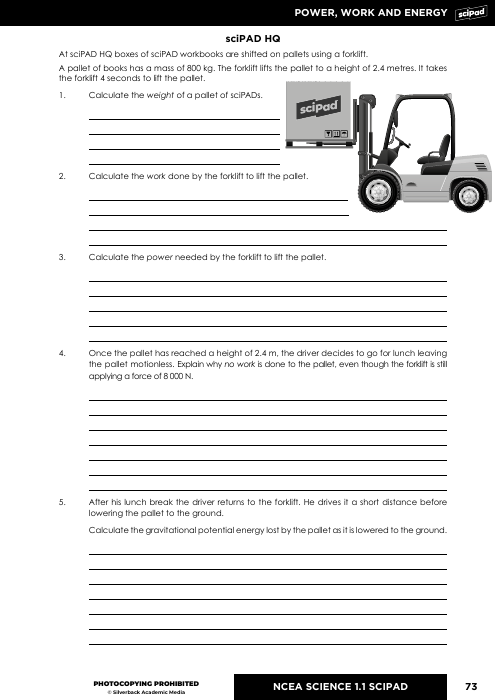 POWER, WORK AND ENERGY scipad
sciPAD HQ
At sciPAD HQ boxes of sciPAD workbooks are shifted on pallets using a forklift.
A pallet of books has a mass of 800 kg. The forklift lifts the pallet to a height of 2.4 metres. It takes
the forklift 4 seconds to lift the pallet.
1. Calculate the weight of a pallet of sciPADs.
scipad
2. Calculate the work done by the forklift to lift the pallet.
3. Calculate the power needed by the forklift to lift the pallet.
4. Once the pallet has reached a height of 2.4 m, the driver decides to go for lunch leaving
the pallet motionless. Explain why no work is done to the pallet, even though the forklift is still
applying a force of 8 000 N.
5. After his lunch break the driver returns to the forklift. He drives it a short distance before
lowering the pallet to the ground.
Calculate the gravitational potential energy lost by the pallet as it is lowered to the ground.
PHOTOCOPYING PROHIBITED
© Silverback Academic Media
NCEA SCIENCE 1.1 SCIPAD
73